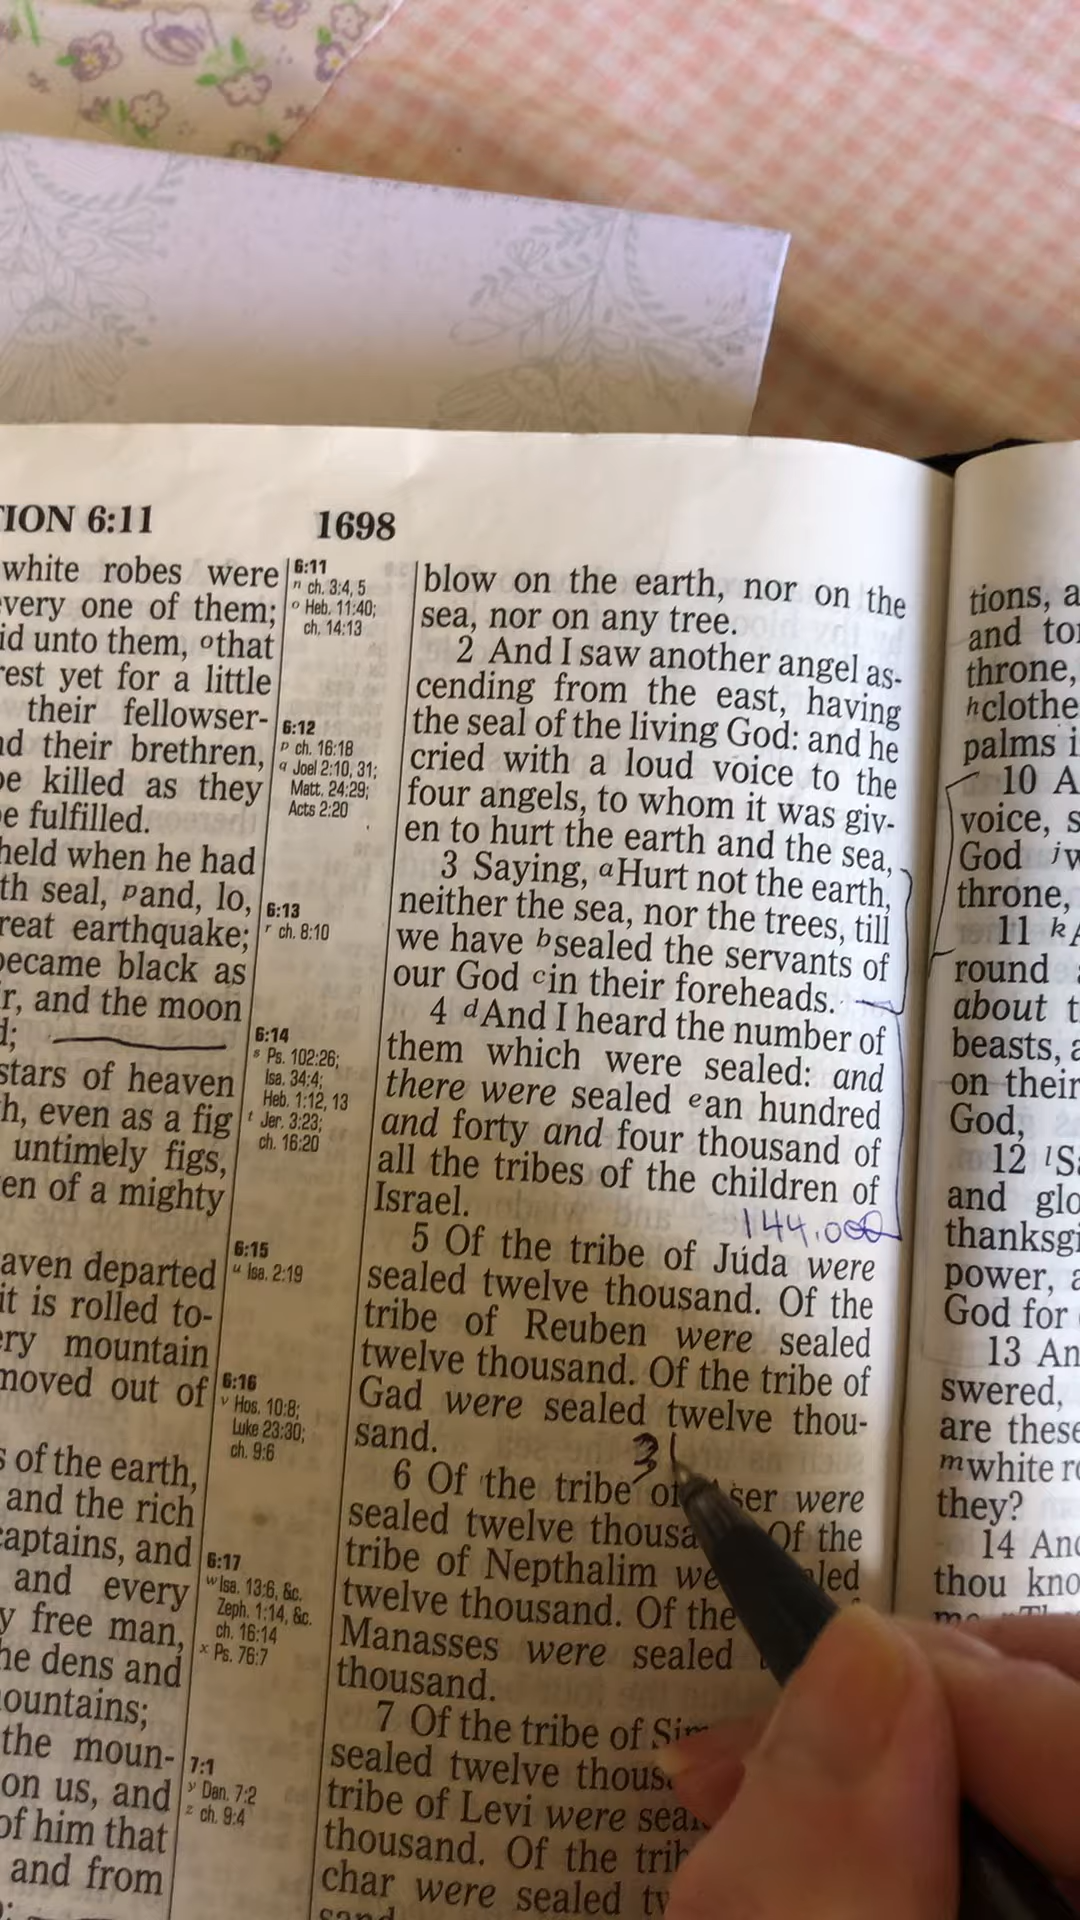 TION 6:11
1698
white robes were
every one of them;
id unto them, othat
rest yet for a little
their fellowser-
nd their brethren,
be killed as they
be fulfilled.
held when he had
th seal, pand, lo,
reat earthquake;
became black as
r, and the moon
d;
stars of heaven
h, even as a fig
untimely figs,
en of a mighty
aven departed
it is rolled to-
ry mountain
moved out of
s of the earth,
and the rich
captains, and
and every
y free man,
he dens and
ountains;
the moun-
on us, and
of him that
and from
6:11
n ch. 3:4, 5
o Heb. 11:40;
ch. 14:13
6:12
p ch. 16:18
q Joel 2:10, 31;
Matt. 24:29;
Acts 2:20
6:13
r ch. 8:10
6:14
s Ps. 102:26;
Isa. 34:4;
Heb. 1:12, 13
t Jer. 3:23;
ch. 16:20
6:15
u Isa. 2:19
6:16
v Hos. 10:8;
Luke 23:30;
ch. 9:6
6:17
w Isa. 13:6, &c.
Zeph. 1:14, &c.
ch. 16:14
x Ps. 76:7
7:1
y Dan. 7:2
z ch. 9:4
blow on the earth, nor on the
sea, nor on any tree.
2 And I saw another angel as-
cending from the east, having
the seal of the living God: and he
cried with a loud voice to the
four angels, to whom it was giv-
en to hurt the earth and the sea,
3 Saying, aHurt not the earth,
neither the sea, nor the trees, till
we have bsealed the servants of
our God cin their foreheads.
4 dAnd I heard the number of
them which were sealed: and
there were sealed ean hundred
and forty and four thousand of
all the tribes of the children of
Israel.
144.000
5 Of the tribe of Juda were
sealed twelve thousand. Of the
tribe of Reuben were sealed
twelve thousand. Of the tribe of
Gad were sealed twelve thou-
sand.
3
6 Of the tribe of Aser were
sealed twelve thousa Of the
tribe of Nepthalim we aled
twelve thousand. Of the
Manasses were sealed
thousand.
7 Of the tribe of Sim
sealed twelve thous
tribe of Levi were sea
thousand. Of the trib
char were sealed tw
sand
tions, a
and to
throne,
hclothe
palms i
10 A
voice, s
God jw
throne,
11 kA
round a
about t
beasts, a
on their
God,
12 lSa
and glo
thanksgi
power, a
God for
13 An
swered,
are these
mwhite ro
they?
14 And
thou kno